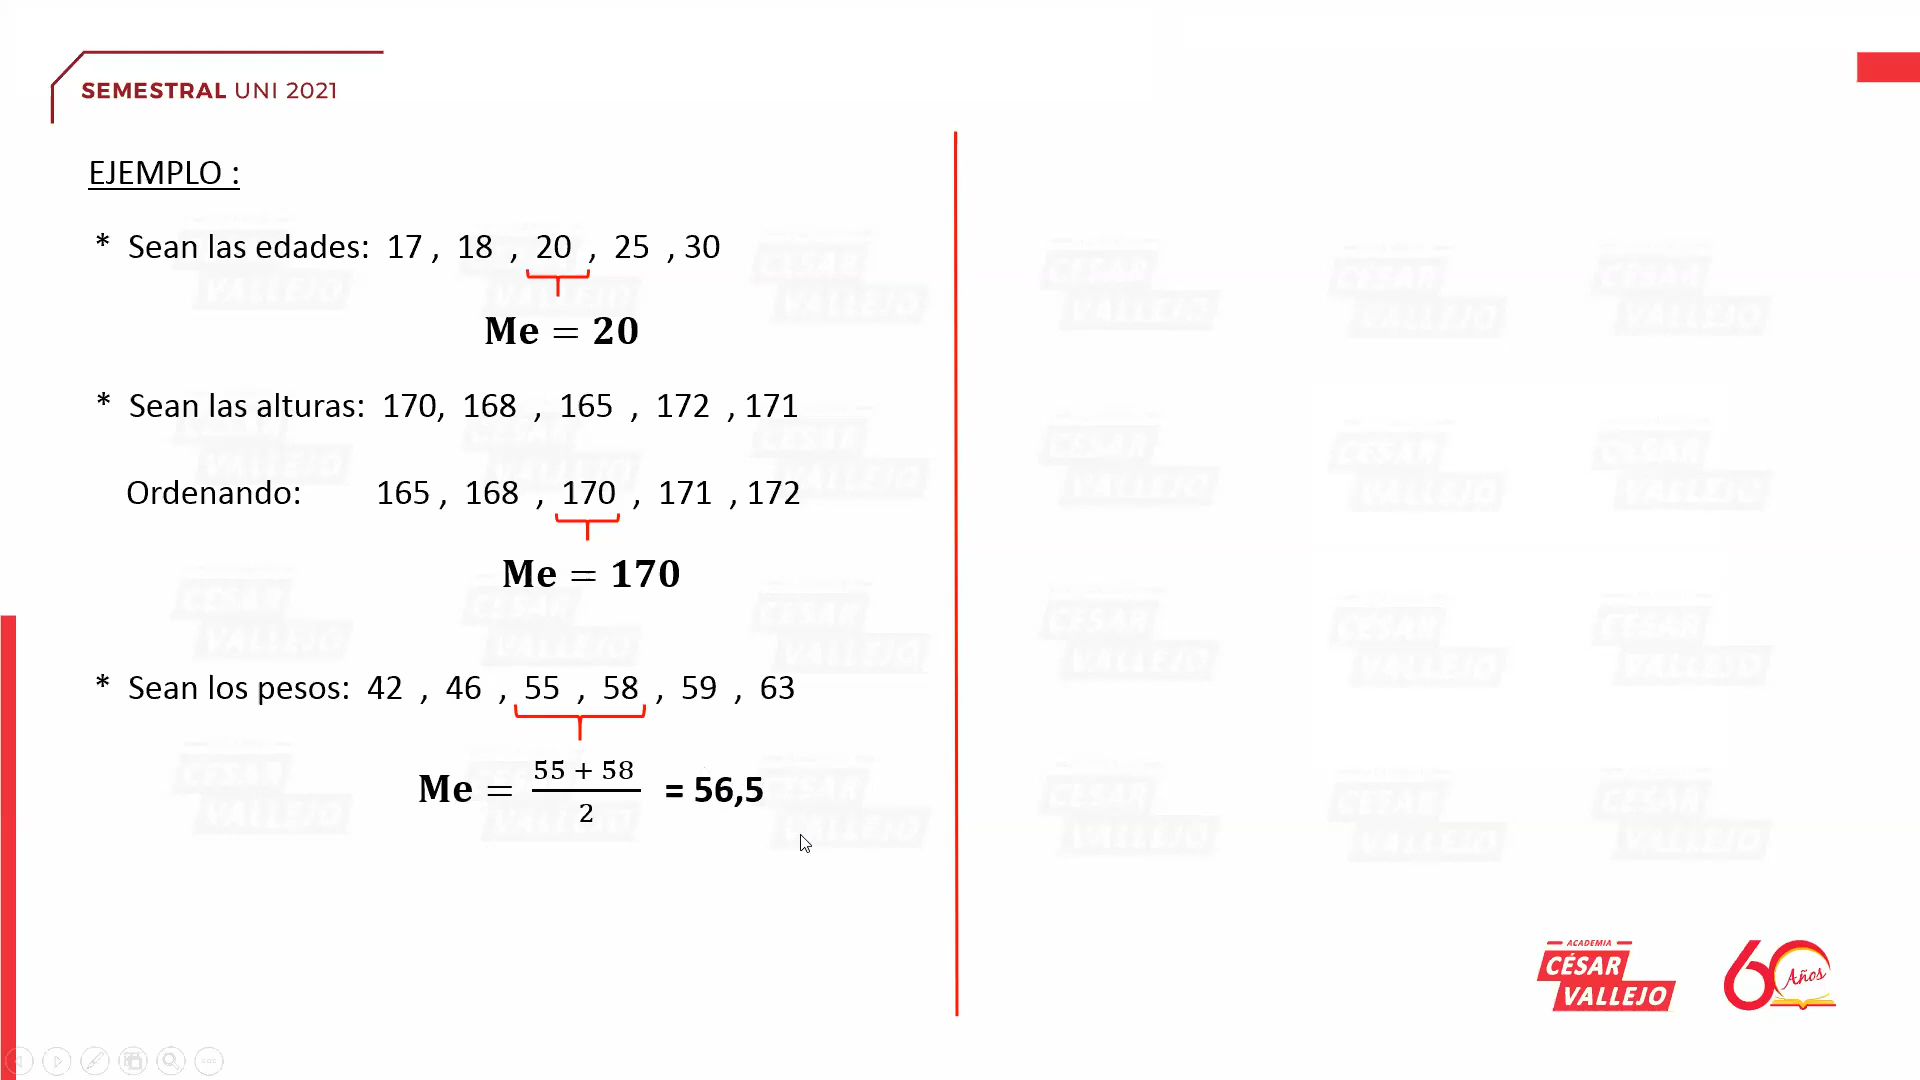 SEMESTRAL UNI 2021
EJEMPLO :
* Sean las edades: 17 , 18 , 20 , 25 , 30
Me = 20
* Sean las alturas: 170, 168 , 165 , 172 , 171
Ordenando: 165 , 168 , 170 , 171 , 172
Me = 170
* Sean los pesos: 42 , 46 , 55 , 58 , 59 , 63
Me = 55 + 58 / 2 = 56,5
ACADEMIA
CÉSAR
VALLEJO
60 Años